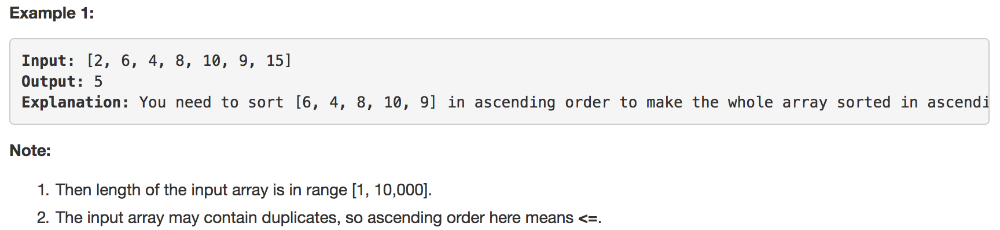 Example 1:
Input: [2, 6, 4, 8, 10, 9, 15]
Output: 5
Explanation: You need to sort [6, 4, 8, 10, 9] in ascending order to make the whole array sorted in ascendi
Note:
1. Then length of the input array is in range [1, 10,000].
2. The input array may contain duplicates, so ascending order here means <=.